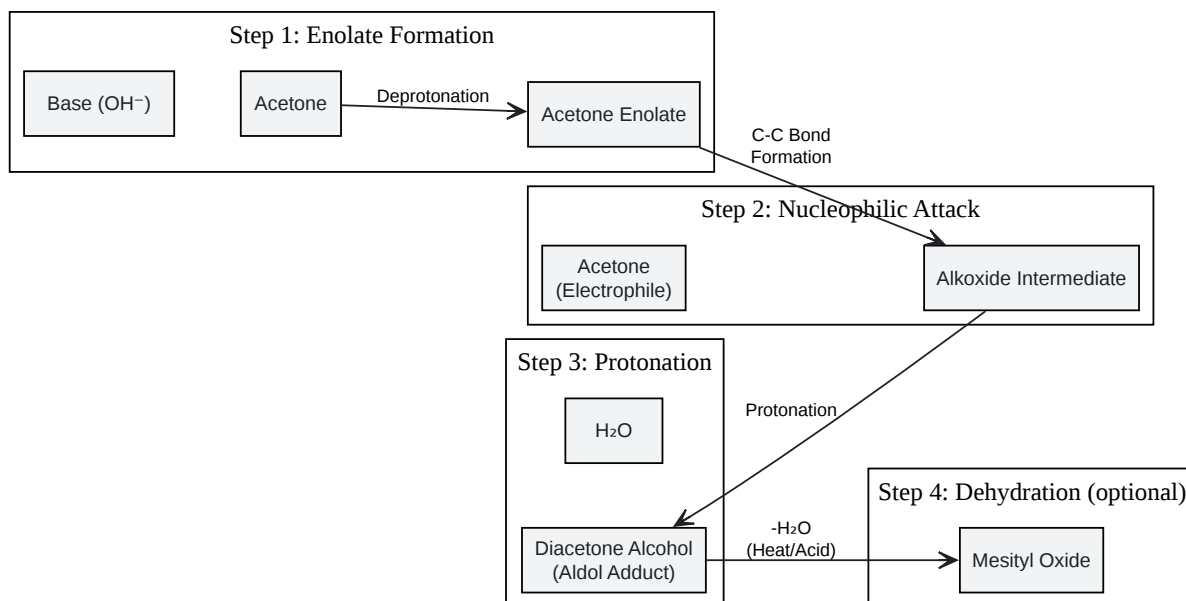 Step 1: Enolate Formation
Base (OH⁻)
Acetone
Deprotonation
Acetone Enolate
C-C Bond
Formation
Step 2: Nucleophilic Attack
Acetone
(Electrophile)
Alkoxide Intermediate
Step 3: Protonation
H₂O
Protonation
Diacetone Alcohol
(Aldol Adduct)
-H₂O
(Heat/Acid)
Step 4: Dehydration (optional)
Mesityl Oxide